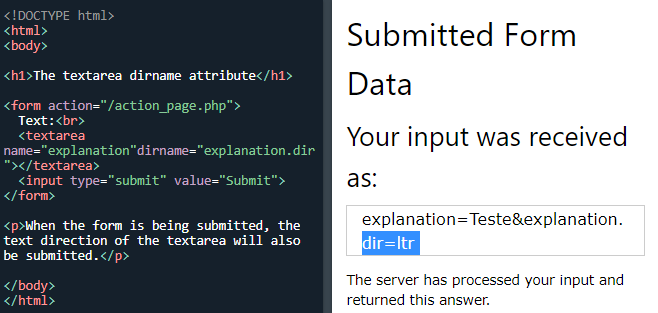 <!DOCTYPE html>
<html>
<body>
<h1>The textarea dirname attribute</h1>
<form action="/action_page.php">
Text:<br>
<textarea
name="explanation"dirname="explanation.dir
"></textarea>
<input type="submit" value="Submit">
</form>
<p>When the form is being submitted, the
text direction of the textarea will also
be submitted.</p>
</body>
</html>
Submitted Form
Data
Your input was received
as:
explanation=Teste&explanation.
dir=ltr
The server has processed your input and
returned this answer.